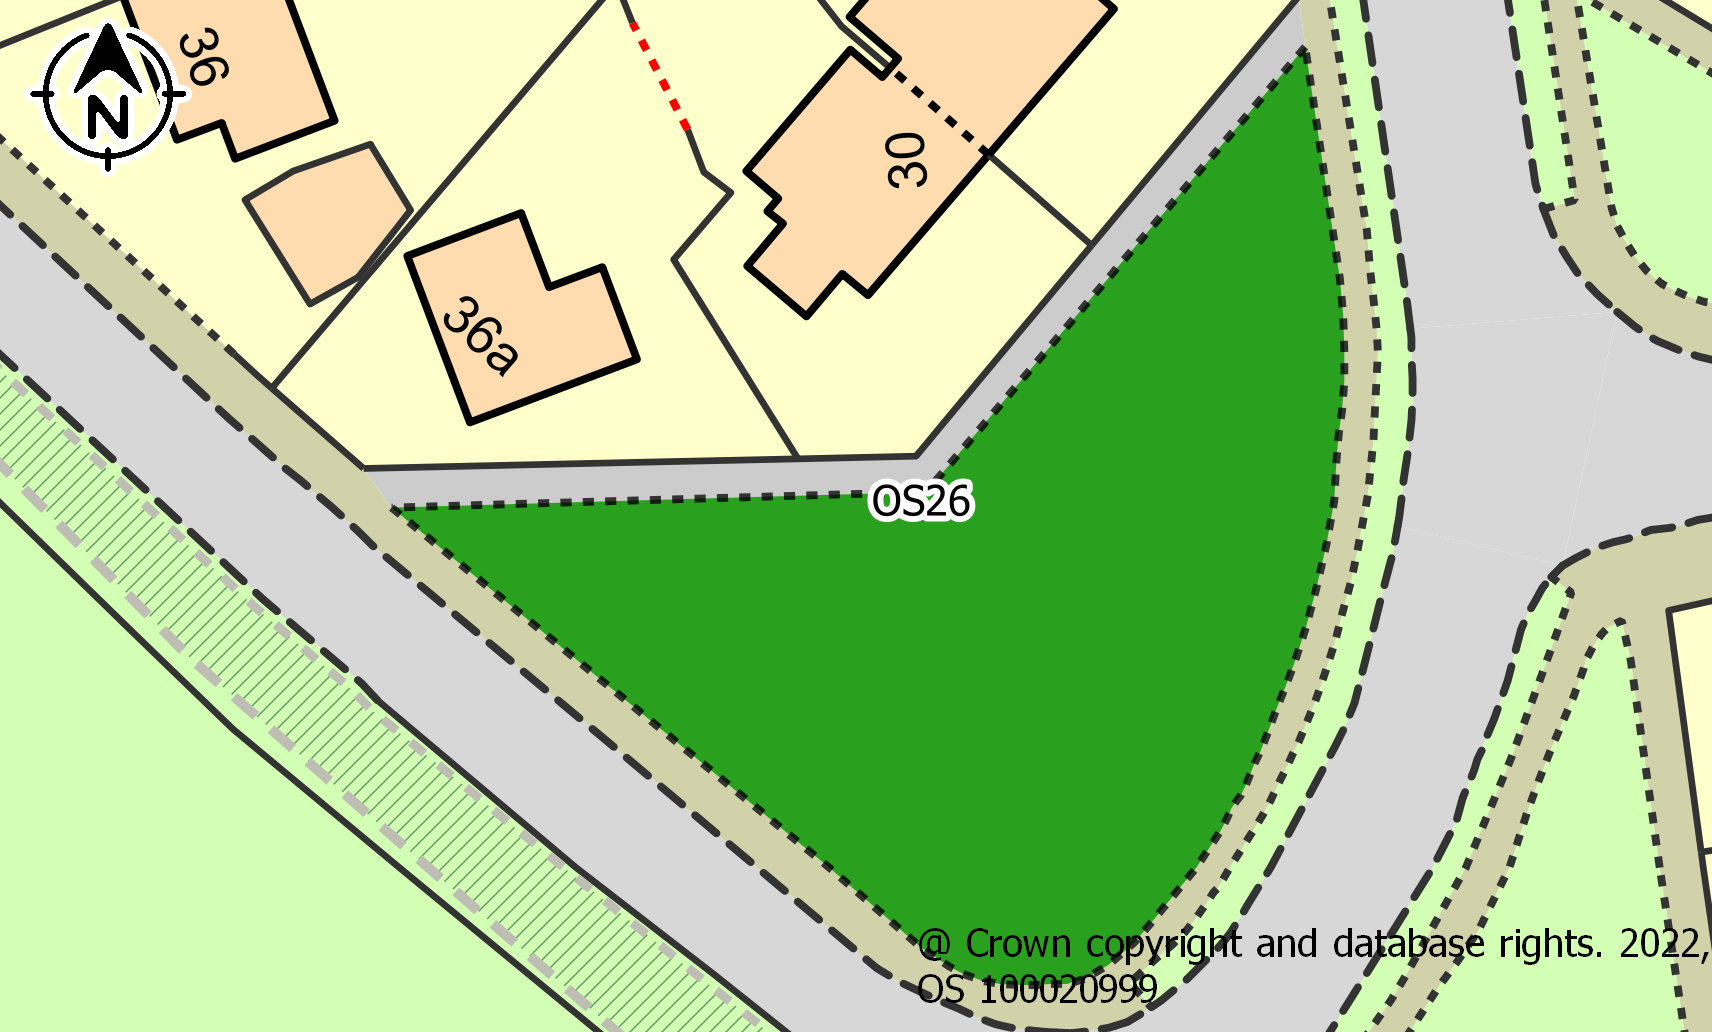 36
N
30
36a
OS26
@ Crown copyright and database rights. 2022,
OS 100020999